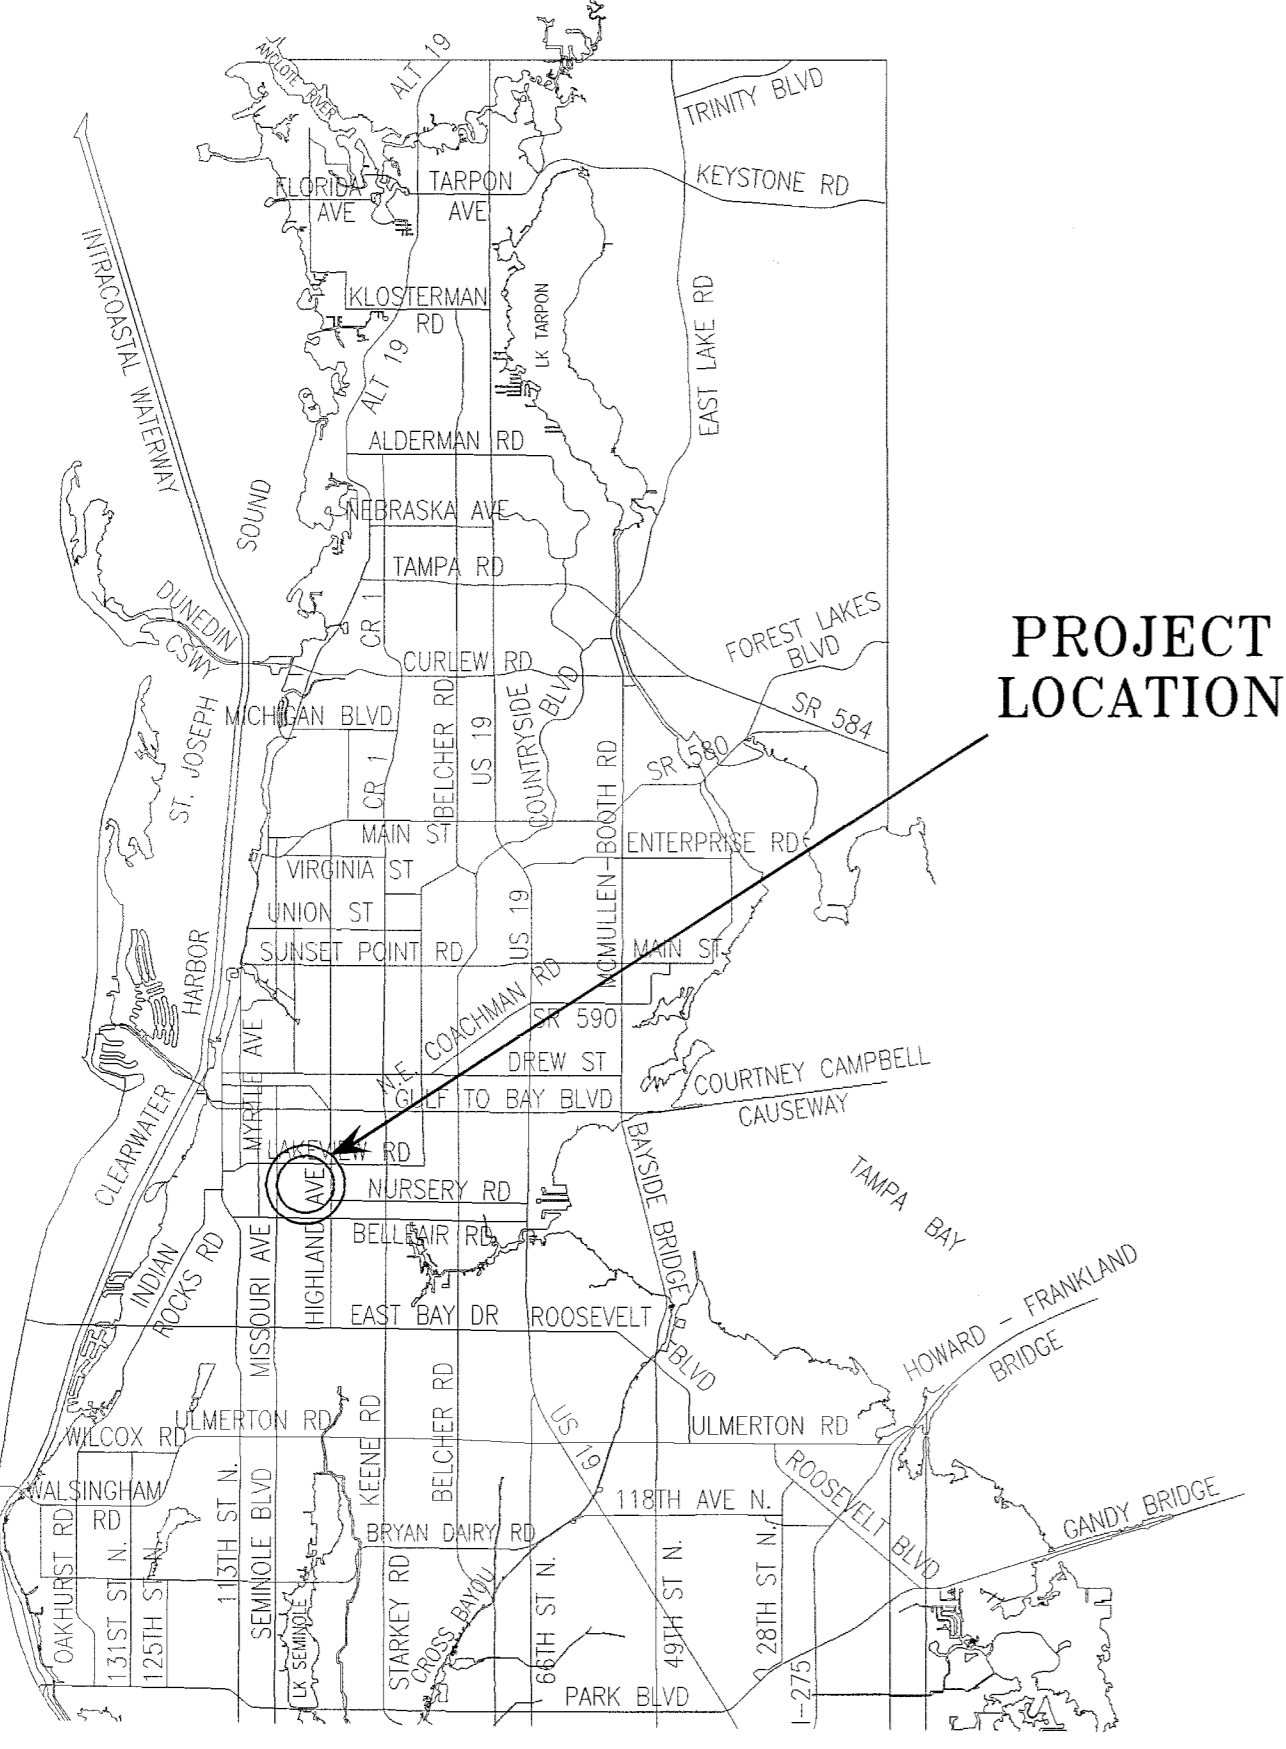 ANCLOTE RIVER
ALT 19
TRINITY BLVD
FLORIDA
AVE
TARPON
AVE
KEYSTONE RD
INTRACOASTAL WATERWAY
KLOSTERMAN
RD
LK TARPON
EAST LAKE RD
ALT 19
ALDERMAN RD
SOUND
NEBRASKA AVE
TAMPA RD
DUNEDIN
CSWY
CR 1
FOREST LAKES
BLVD
PROJECT
LOCATION
CURLEW RD
ST. JOSEPH
MICHIGAN BLVD
BELCHER RD
US 19
COUNTRYSIDE
BLVD
SR 584
SR 580
CR 1
MCMULLEN-BOOTH RD
MAIN ST
ENTERPRISE RD
VIRGINIA ST
UNION ST
US 19
SUNSET POINT RD
MAIN ST
HARBOR
N.E. COACHMAN RD
SR 590
MYRTLE AVE
DREW ST
GULF TO BAY BLVD
COURTNEY CAMPBELL
CAUSEWAY
CLEARWATER
LAKEVIEW RD
BAYSIDE BRIDGE
TAMPA BAY
NURSERY RD
HIGHLAND AVE
BELLEAIR RD
INDIAN
ROCKS RD
MISSOURI AVE
EAST BAY DR
ROOSEVELT
BLVD
HOWARD - FRANKLAND
BRIDGE
ULMERTON RD
WILCOX RD
KEENE RD
BELCHER RD
US 19
ULMERTON RD
WALSINGHAM
RD
113TH ST N.
SEMINOLE BLVD
118TH AVE N.
ROOSEVELT BLVD
GANDY BRIDGE
BRYAN DAIRY RD
OAKHURST RD
131ST ST N.
125TH ST N.
LK SEMINOLE
STARKEY RD
CROSS BAYOU
66TH ST N.
49TH ST N.
28TH ST N.
I-275
PARK BLVD